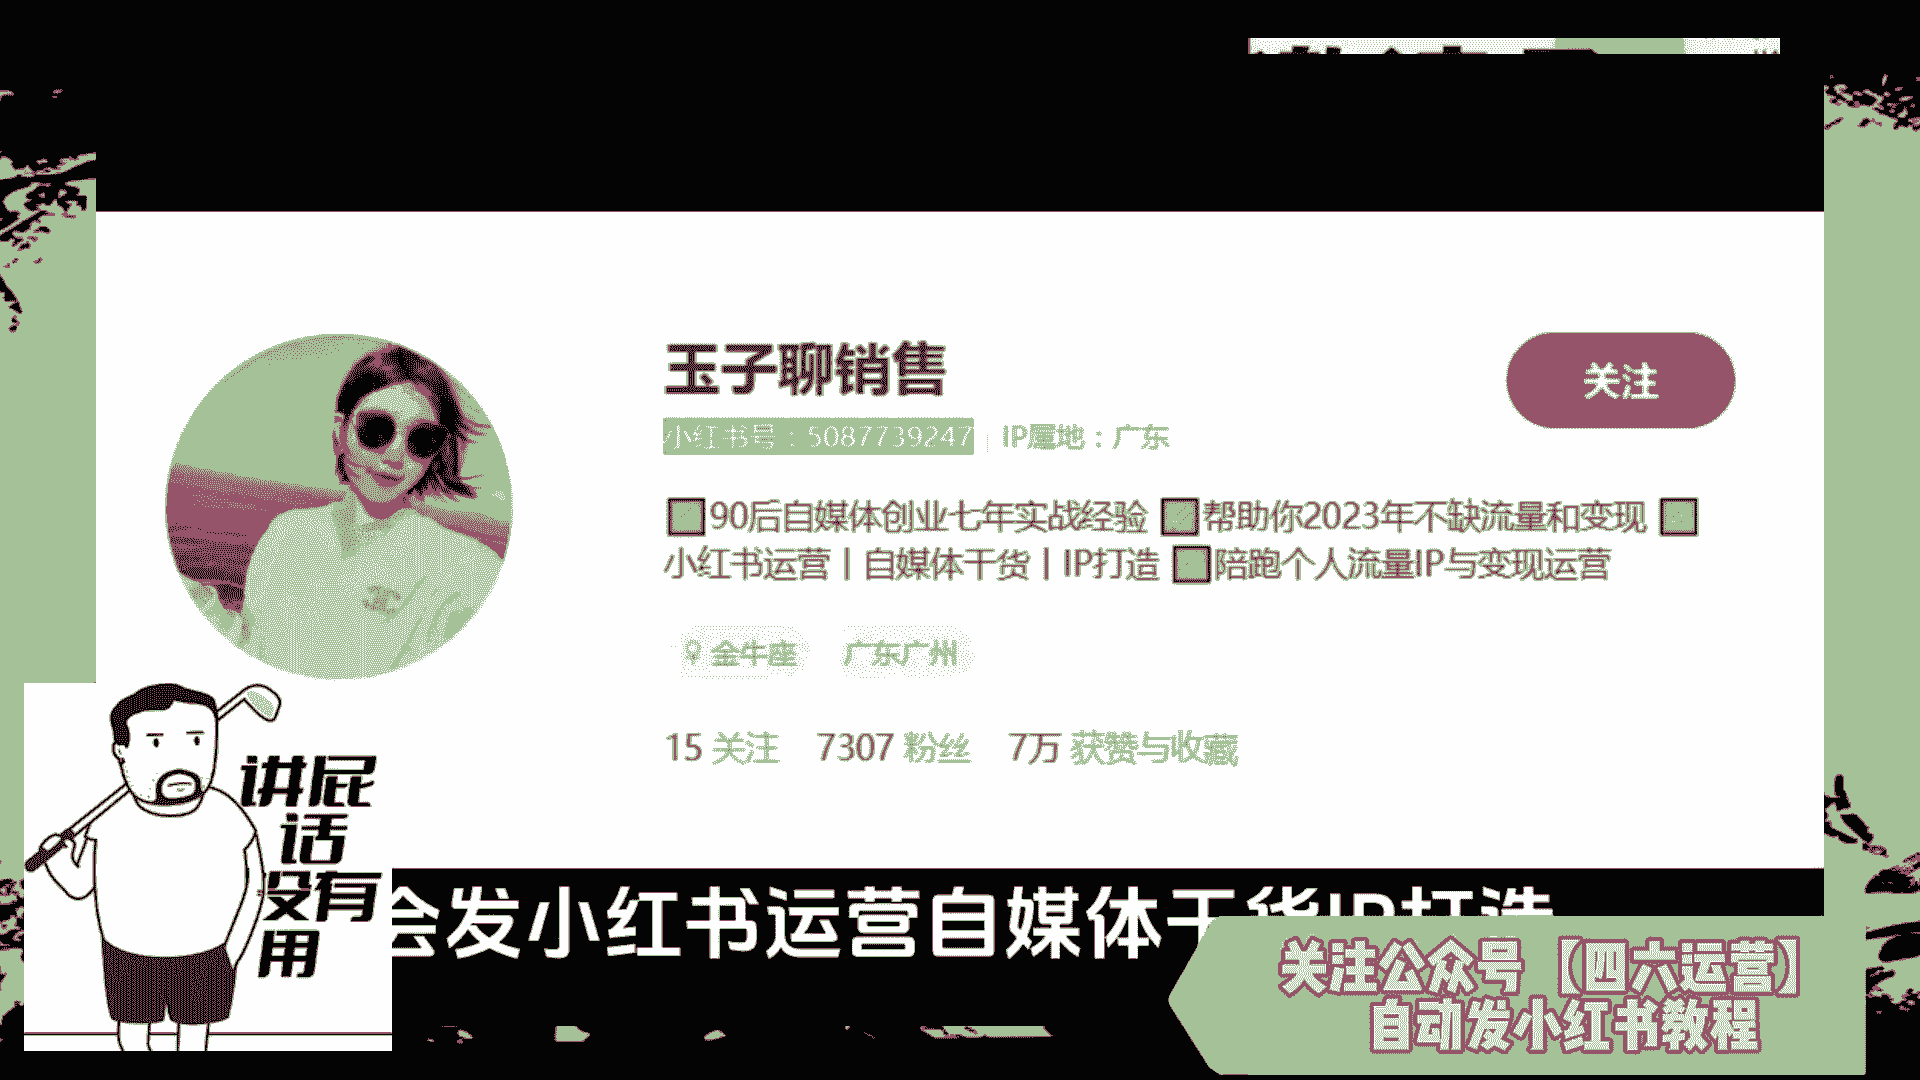 玉子聊销售
关注
小红书号：5087739247 IP属地：广东
90后自媒体创业七年实战经验 帮助你2023年不缺流量和变现
小红书运营丨自媒体干货丨IP打造 陪跑个人流量IP与变现运营
金牛座 广东广州
15 关注 7307 粉丝 7万 获赞与收藏
讲屁
话
没有
用
会发小红书运营自媒体干货IP打造
关注公众号【四六运营】
自动发小红书教程